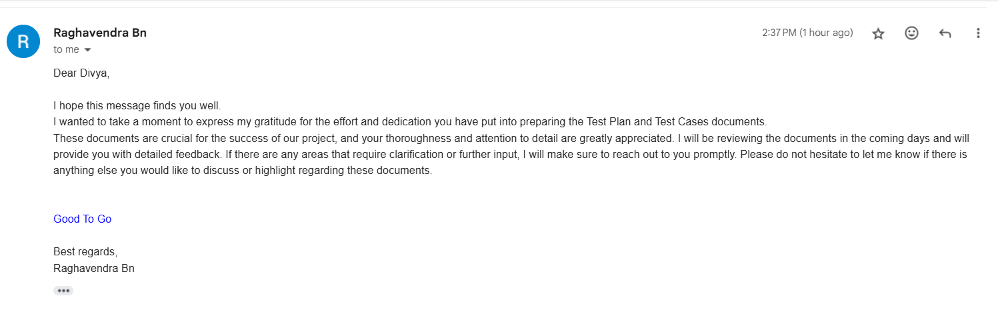 Raghavendra Bn
2:37 PM (1 hour ago)
to me
R
Dear Divya,
I hope this message finds you well.
I wanted to take a moment to express my gratitude for the effort and dedication you have put into preparing the Test Plan and Test Cases documents.
These documents are crucial for the success of our project, and your thoroughness and attention to detail are greatly appreciated. I will be reviewing the documents in the coming days and will
provide you with detailed feedback. If there are any areas that require clarification or further input, I will make sure to reach out to you promptly. Please do not hesitate to let me know if there is
anything else you would like to discuss or highlight regarding these documents.
Good To Go
Best regards,
Raghavendra Bn